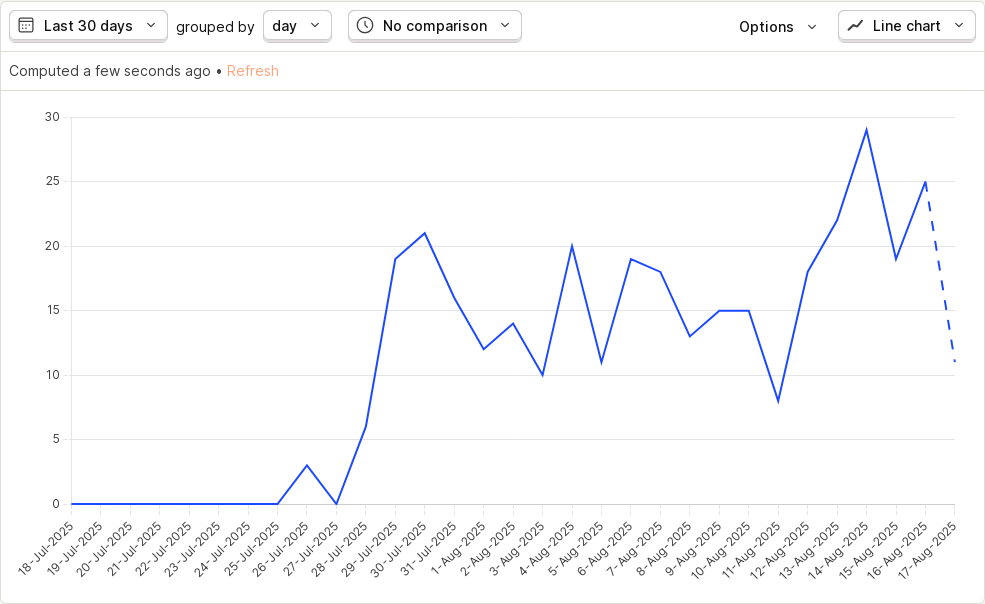 Last 30 days grouped by day No comparison Options Line chart
Computed a few seconds ago • Refresh
30
25
20
15
10
5
0
18-Jul-2025
19-Jul-2025
20-Jul-2025
21-Jul-2025
22-Jul-2025
23-Jul-2025
24-Jul-2025
25-Jul-2025
26-Jul-2025
27-Jul-2025
28-Jul-2025
29-Jul-2025
30-Jul-2025
31-Jul-2025
1-Aug-2025
2-Aug-2025
3-Aug-2025
4-Aug-2025
5-Aug-2025
6-Aug-2025
7-Aug-2025
8-Aug-2025
9-Aug-2025
10-Aug-2025
11-Aug-2025
12-Aug-2025
13-Aug-2025
14-Aug-2025
15-Aug-2025
16-Aug-2025
17-Aug-2025